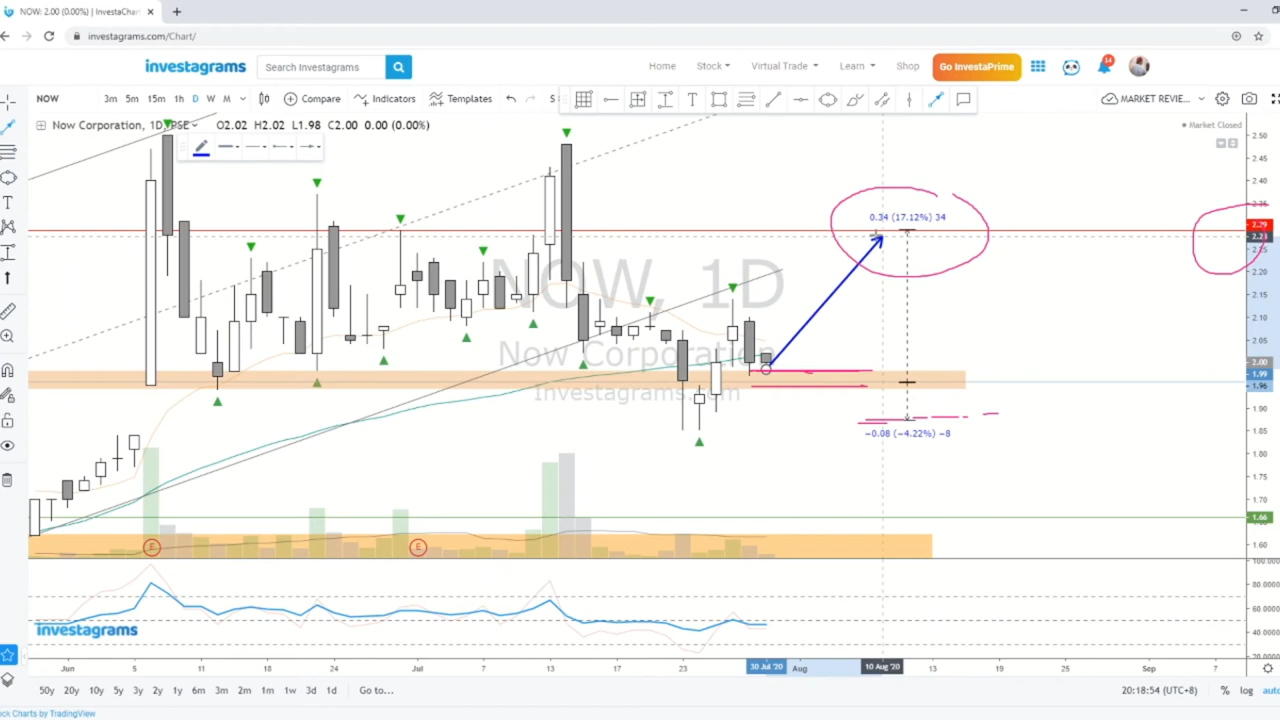 NOW: 2.00 (0.00%) | InvestaChar
investagrams.com/Chart/
investagrams
Search Investagrams
Home
Stock
Virtual Trade
Learn
Shop
Go InvestaPrime
14
NOW
3m 5m 15m 1h D W M
Compare
Indicators
Templates
S
T
MARKET REVIE...
Now Corporation, 1D, PSE
O2.02 H2.02 L1.98 C2.00 0.00 (0.00%)
Market Closed
2.50
2.40
2.35
0.34 (17.12%) 34
2.29
2.28
2.25
2.20
NOW, 1D
2.10
2.05
Now Corporation
2.00
1.99
1.96
Investagrams.com
1.90
−0.08 (−4.22%) −8
1.85
1.80
1.70
1.66
1.60
E
E
100.0000
80.0000
60.0000
40.0000
20.0000
investagrams
Jun 5 11 18 24 Jul 7 13 17 23 30 Jul '20 Aug 10 Aug '20 13 19 25 Sep 7
50y 20y 10y 5y 3y 2y 1y 6m 3m 2m 1m 1w 3d 1d Go to...
20:18:54 (UTC+8) % log auto
ock Charts by TradingView